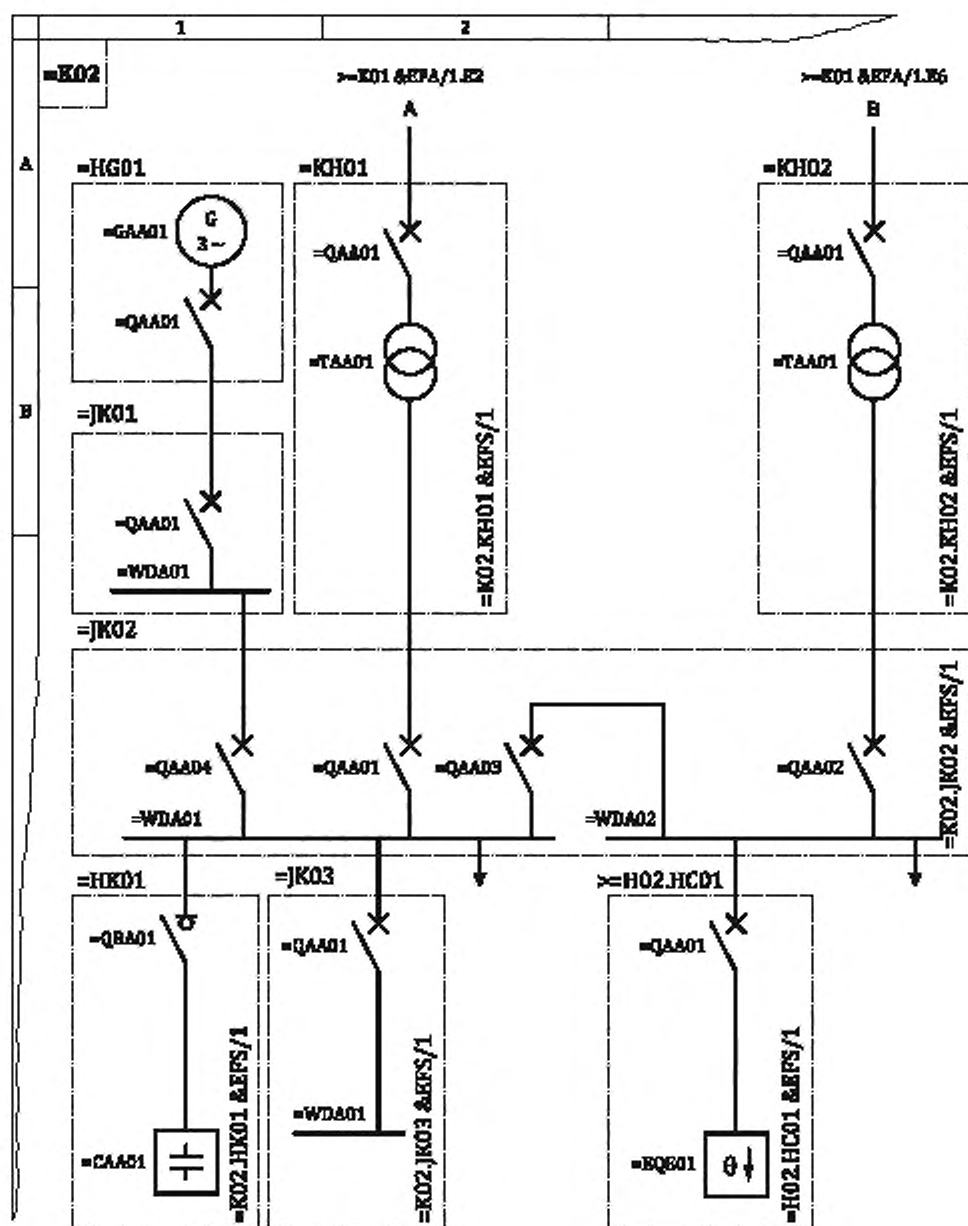 1 2
=K02
>=K01 &EFA/1.E2
>=K01 &EFA/1.E6
A B
A
=HG01 =KH01 =KH02
G
3~
=GAA01
=QAA01
=QAA01
=QAA01
=TAA01
=TAA01
B
=JK01
=QAA01
=WDA01
=K02.KH01 &EFS/1
=K02.KH02 &EFS/1
=JK02
=QAA04 =QAA01 =QAA03 =QAA02
=WDA01 =WDA02
=K02.JK02 &EFS/1
=HK01 =JK03 >=H02.HC01
=QBA01 =QAA01 =QAA01
=K02.HK01 &EFS/1
=K02.JK03 &EFS/1
=H02.HC01 &EFS/1
=WDA01
=CAA01
=EQE01
θ